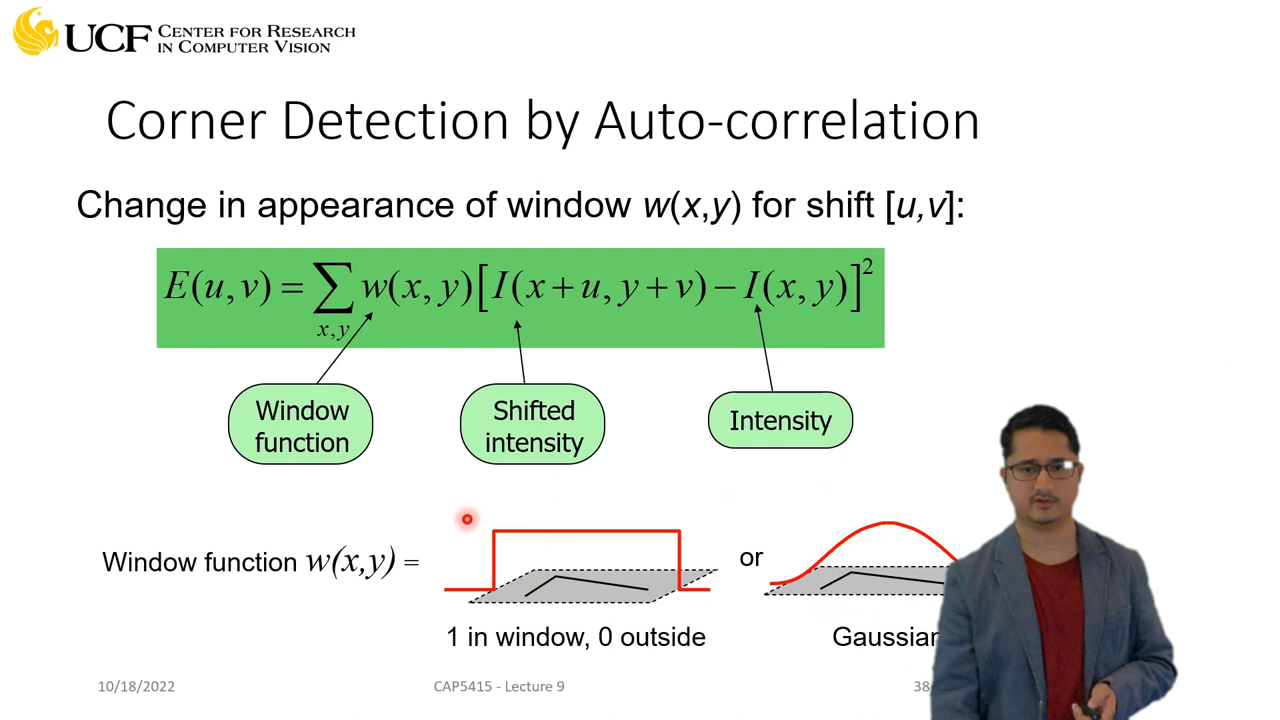 UCF CENTER FOR RESEARCH
IN COMPUTER VISION
Corner Detection by Auto-correlation
Change in appearance of window w(x,y) for shift [u,v]:
E(u,v) = ∑ w(x,y)[I(x+u, y+v) − I(x,y)]²
x,y
Window
function
Shifted
intensity
Intensity
Window function w(x,y) =
or
1 in window, 0 outside
Gaussian
10/18/2022
CAP5415 - Lecture 9
38